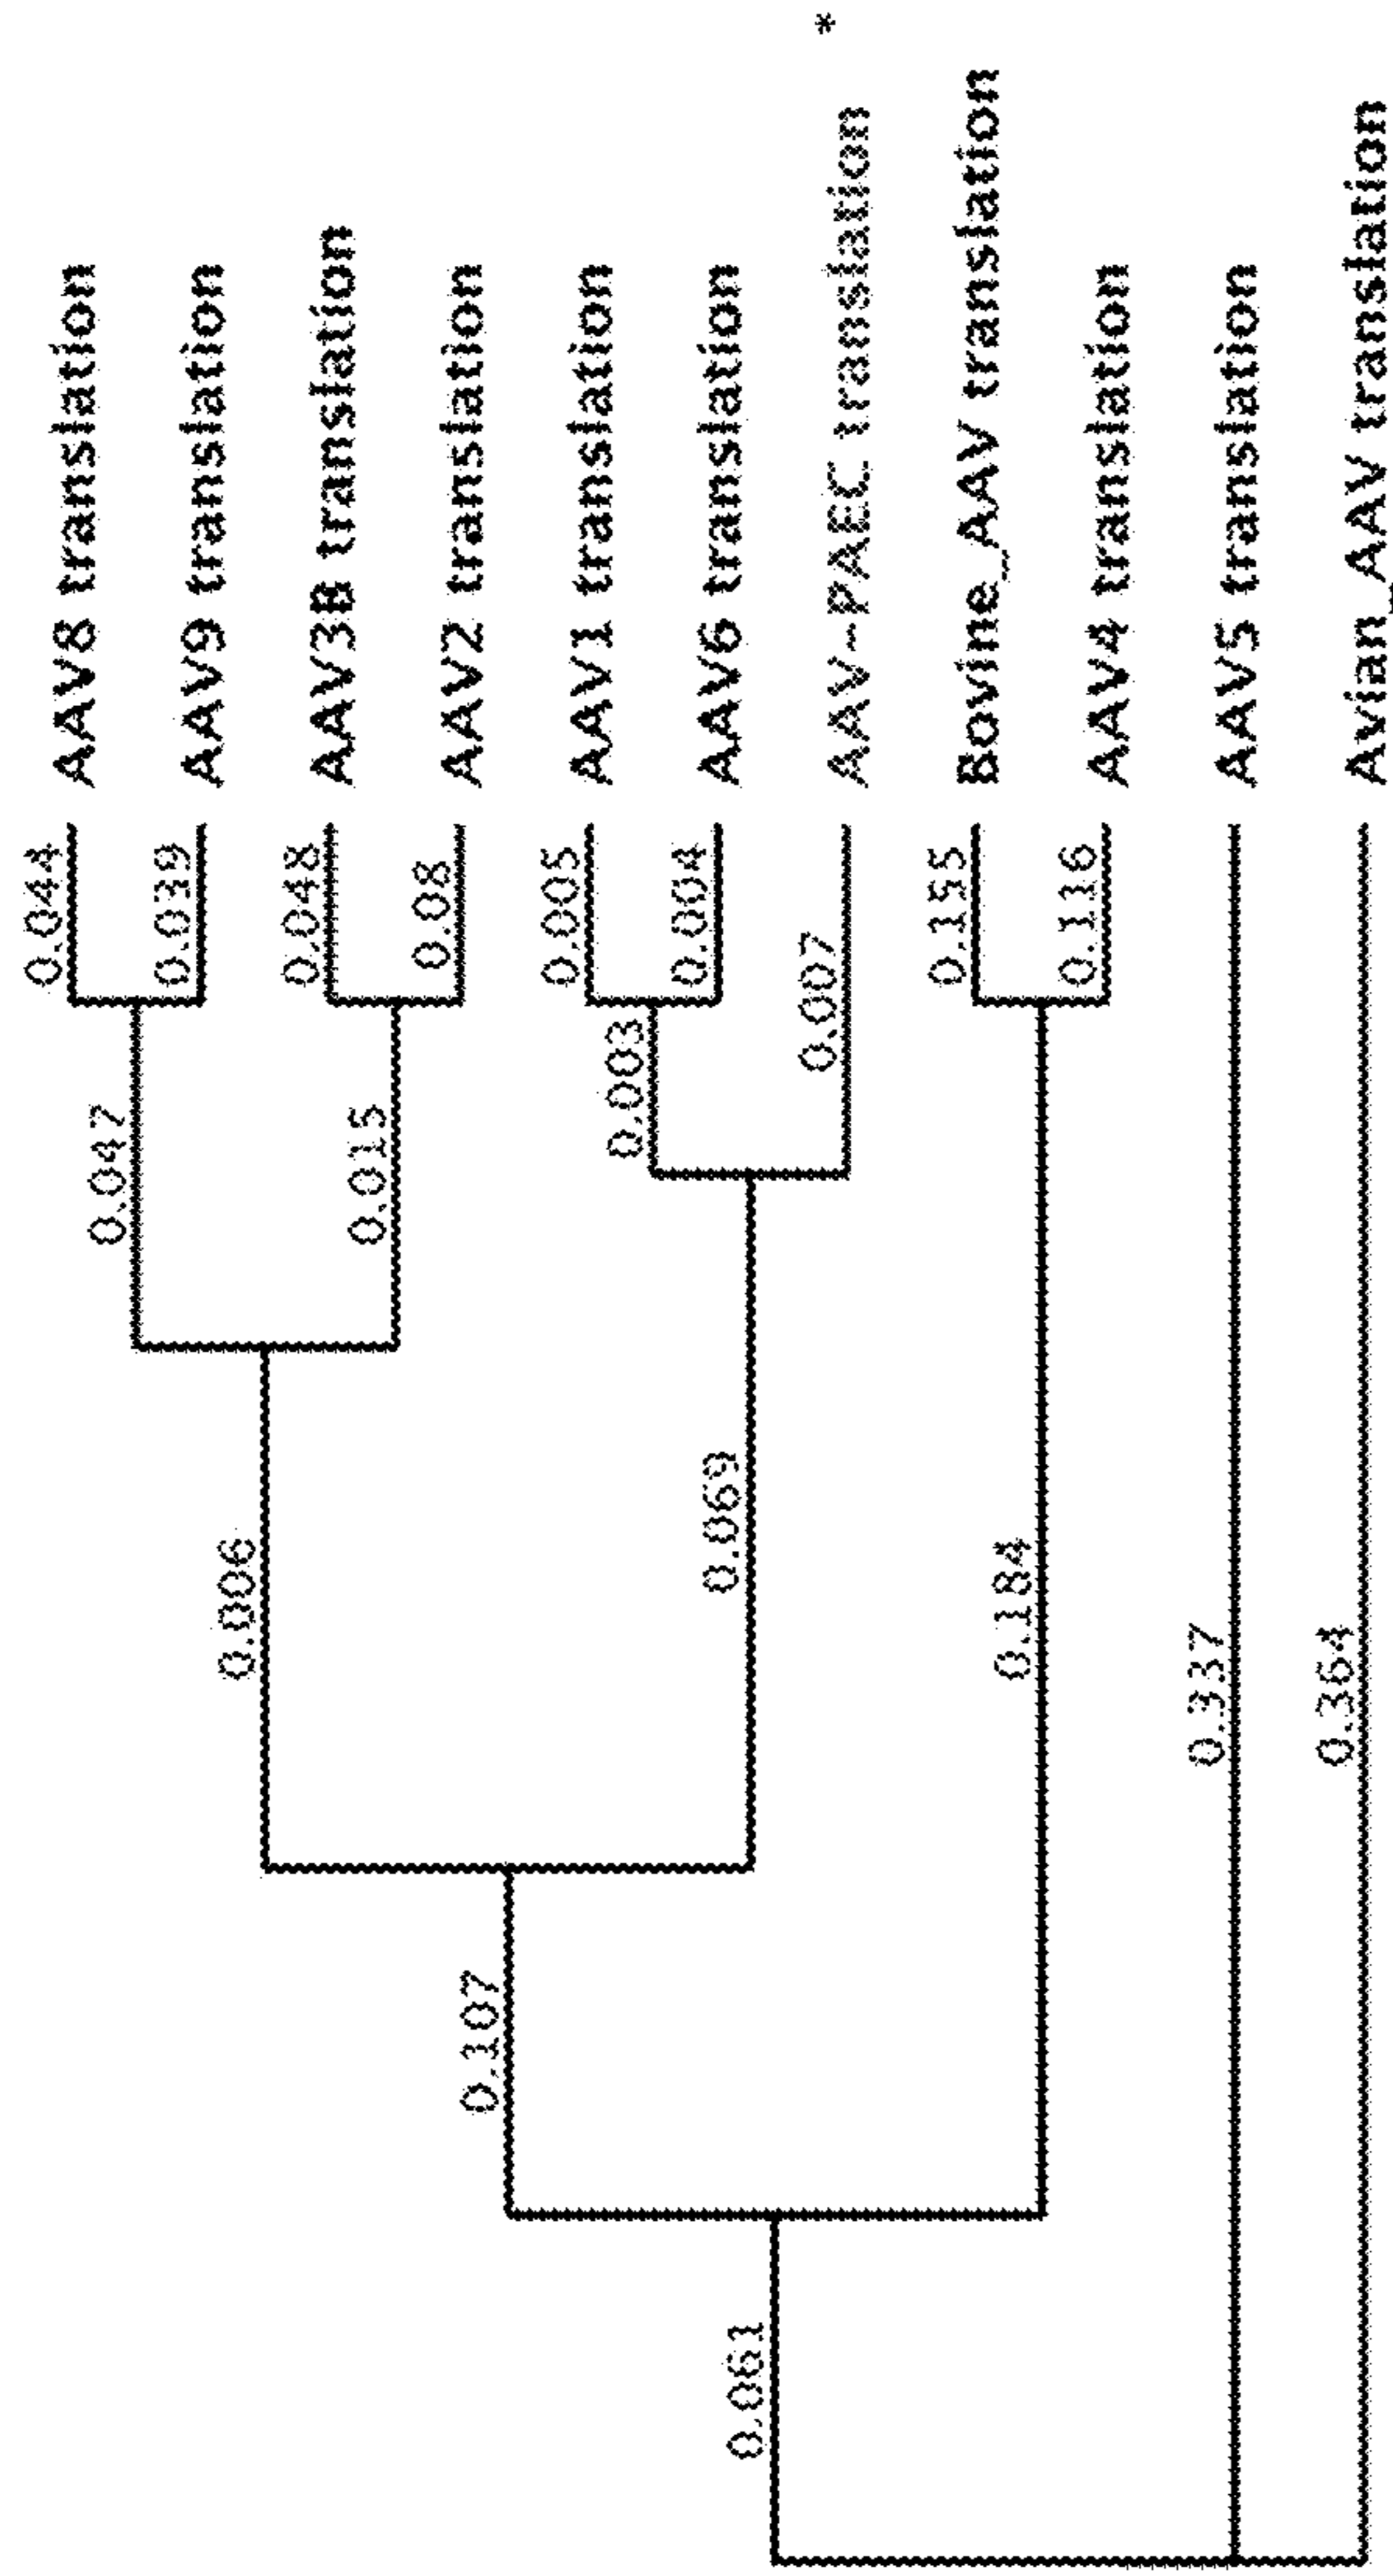 0.044
AAV8 translation
0.047
0.039
AAV9 translation
0.006
0.048
AAV3B translation
0.015
0.08
AAV2 translation
0.107
0.005
AAV1 translation
0.003
0.004
AAV6 translation
0.069
0.007
AAV-PAEC translation *
0.061
0.155
Bovine_AAV translation
0.184
0.116
AAV4 translation
0.337
AAV5 translation
0.364
Avian_AAV translation